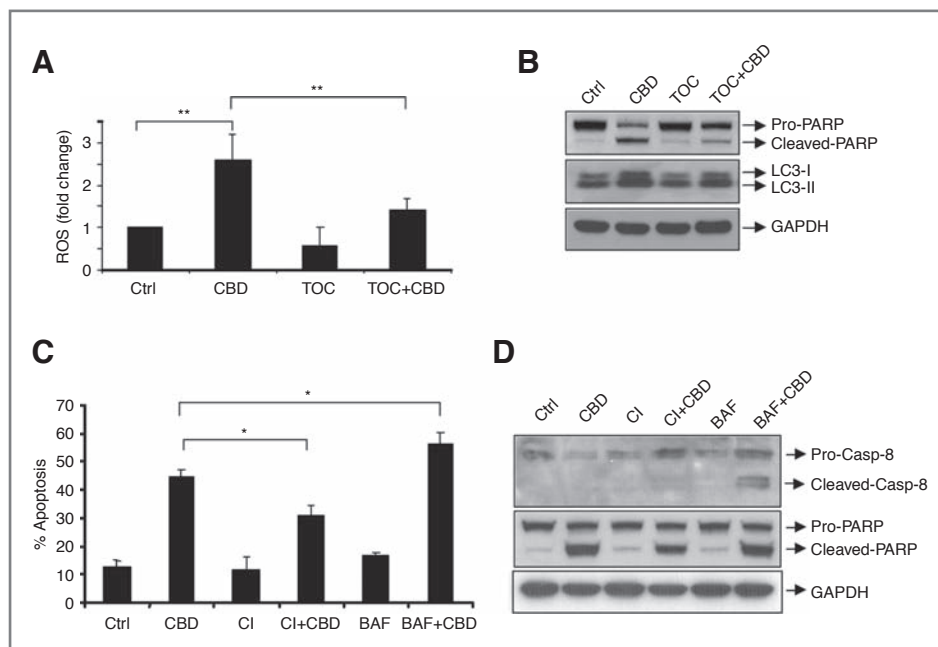 A
**
**
ROS (fold change)
3
2
1
0
Ctrl CBD TOC TOC+CBD
B
Ctrl CBD TOC TOC+CBD
Pro-PARP
Cleaved-PARP
LC3-I
LC3-II
GAPDH
C
*
*
% Apoptosis
70
60
50
40
30
20
10
0
Ctrl CBD CI CI+CBD BAF BAF+CBD
D
Ctrl CBD CI CI+CBD BAF BAF+CBD
Pro-Casp-8
Cleaved-Casp-8
Pro-PARP
Cleaved-PARP
GAPDH